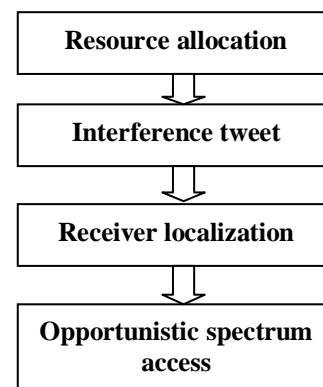 Resource allocation
Interference tweet
Receiver localization
Opportunistic spectrum
access